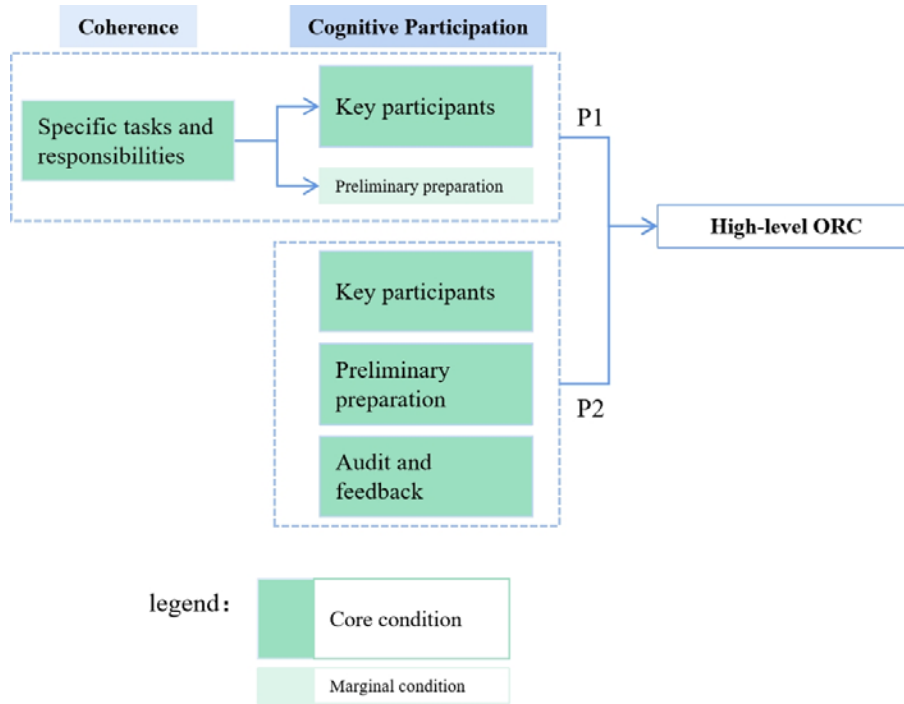 Coherence
Cognitive Participation
Specific tasks and
responsibilities
Key participants
Preliminary preparation
P1
High-level ORC
Key participants
Preliminary
preparation
P2
Audit and
feedback
legend：
Core condition
Marginal condition